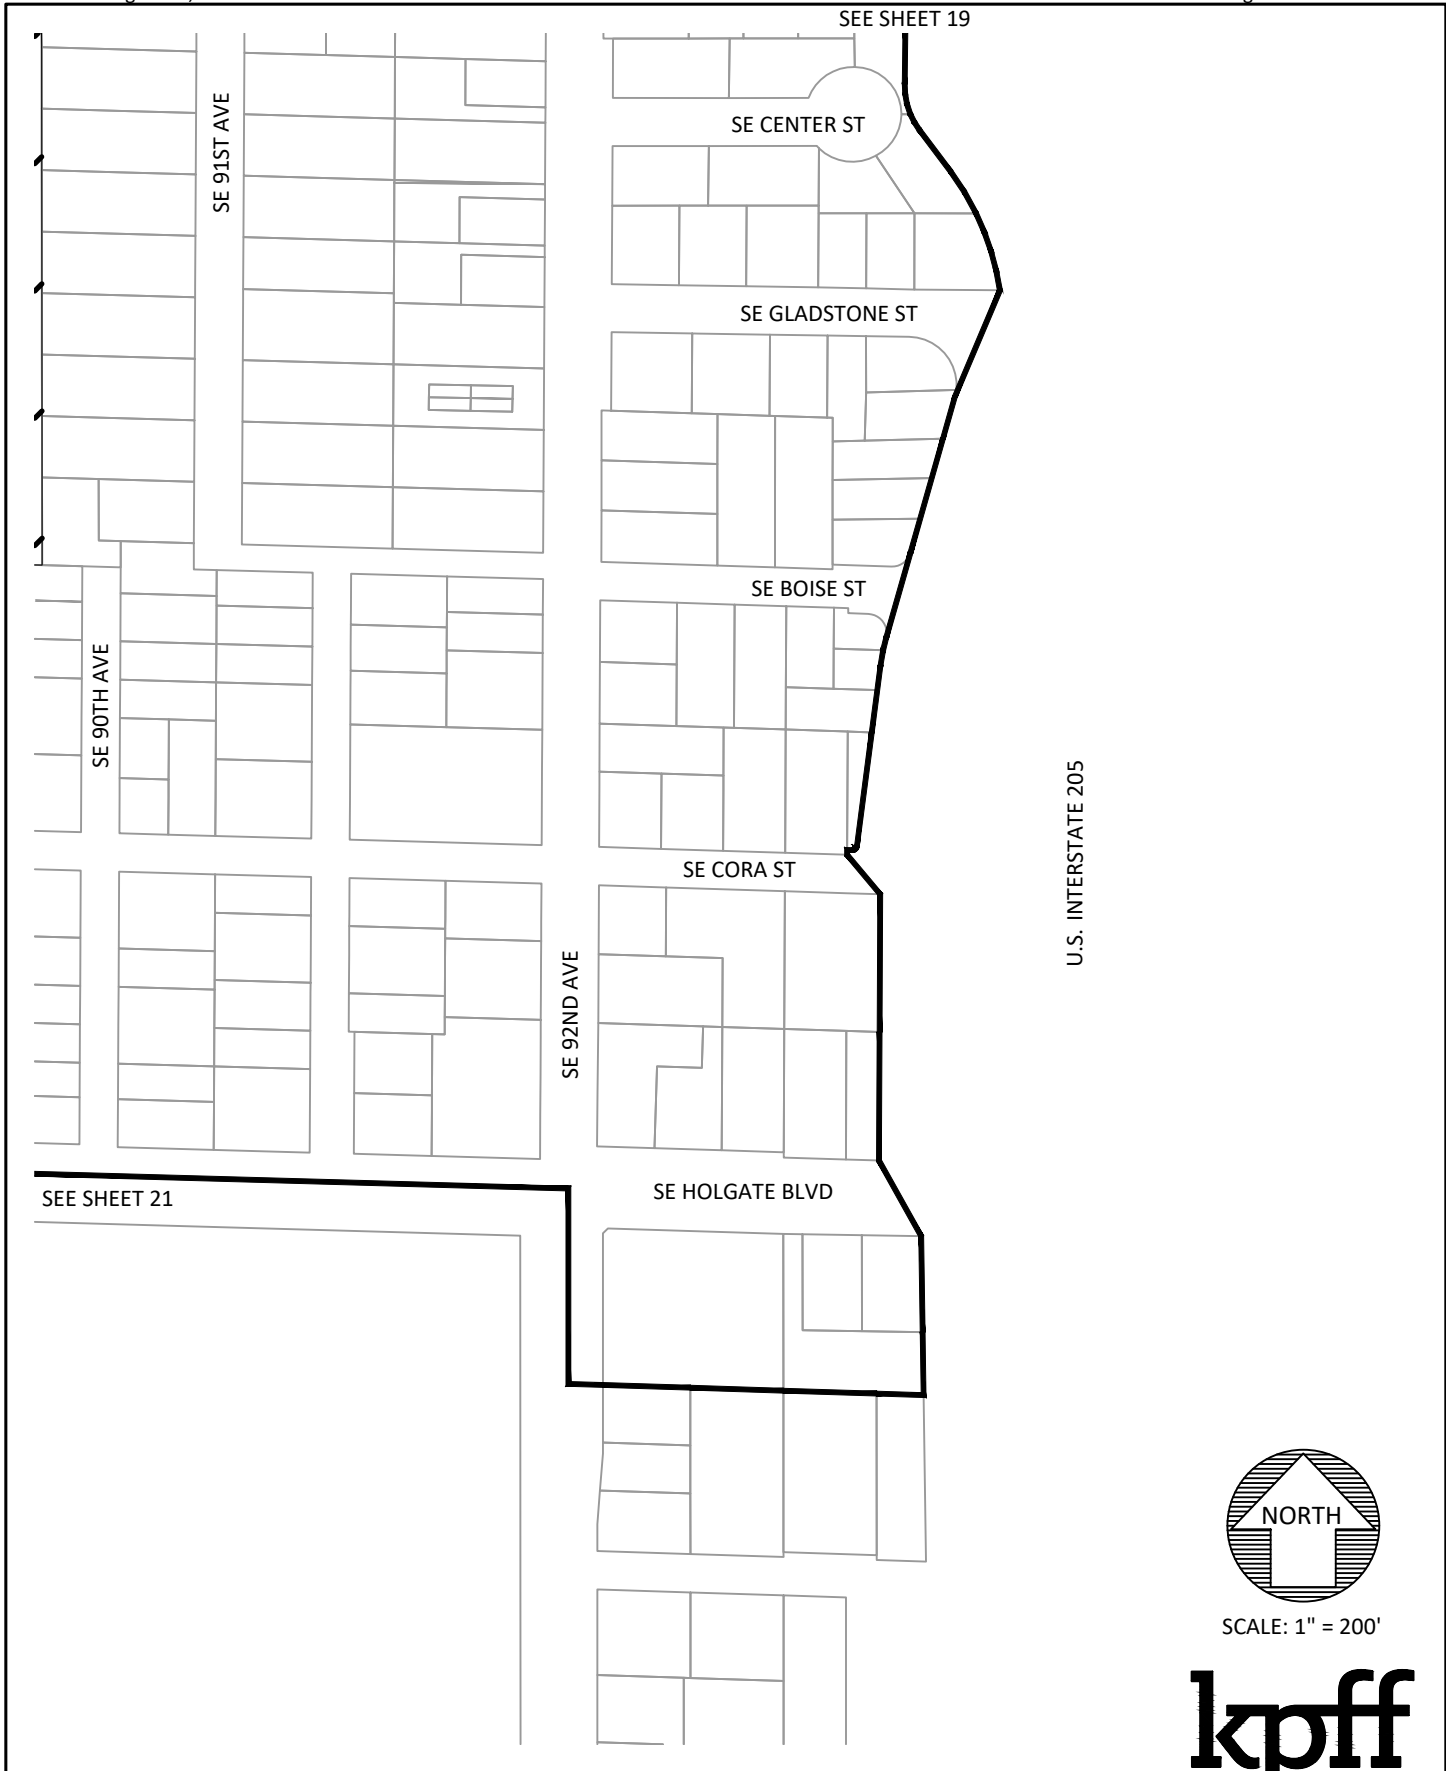 SEE SHEET 19
SE 91ST AVE
SE CENTER ST
SE GLADSTONE ST
SE BOISE ST
SE 90TH AVE
U.S. INTERSTATE 205
SE CORA ST
SE 92ND AVE
SEE SHEET 21
SE HOLGATE BLVD
NORTH
SCALE: 1" = 200'
kpff